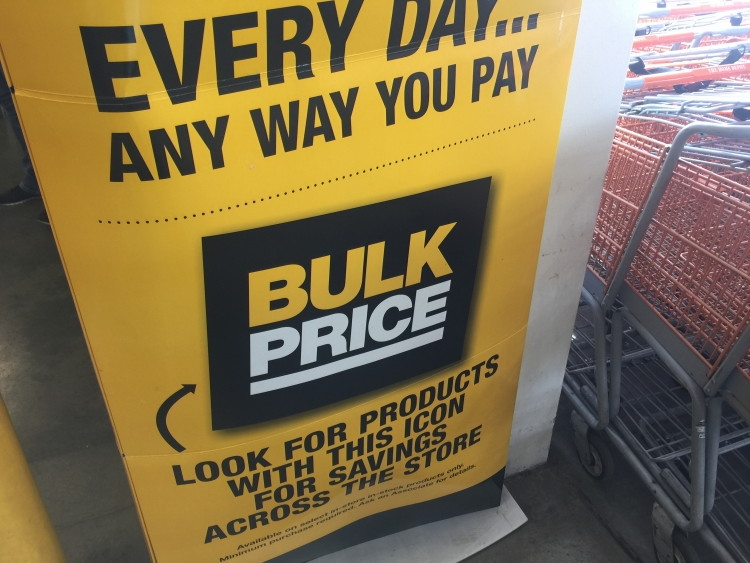 EVERY DAY...
ANY WAY YOU PAY
BULK
PRICE
LOOK FOR PRODUCTS
WITH THIS ICON
FOR SAVINGS
ACROSS THE STORE
Available on select in-store in-stock products only.
Minimum purchase required. Ask an Associate for details.